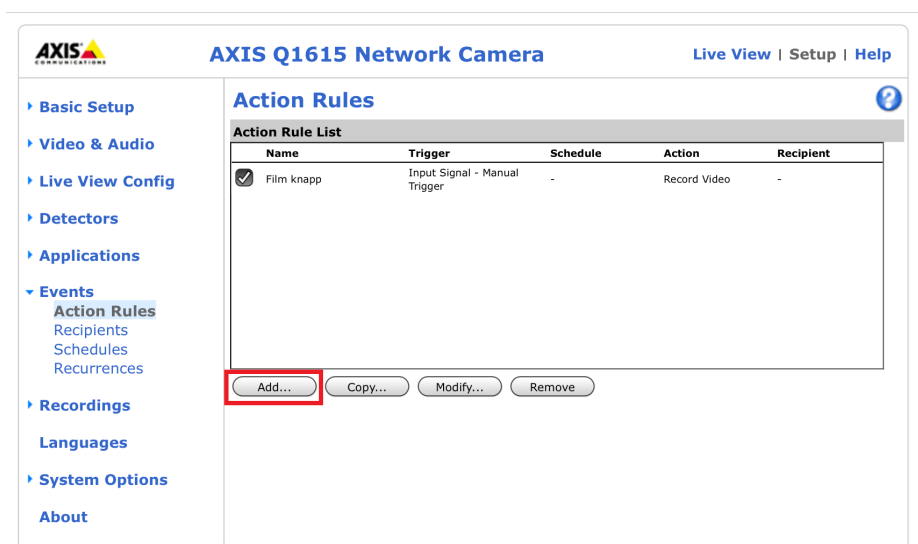 AXIS
COMMUNICATIONS
AXIS Q1615 Network Camera
Live View | Setup | Help
Basic Setup
Video & Audio
Live View Config
Detectors
Applications
Events
Action Rules
Recipients
Schedules
Recurrences
Recordings
Languages
System Options
About
Action Rules
?
Action Rule List
Name Trigger Schedule Action Recipient
Film knapp Input Signal - Manual Trigger - Record Video -
Add... Copy... Modify... Remove